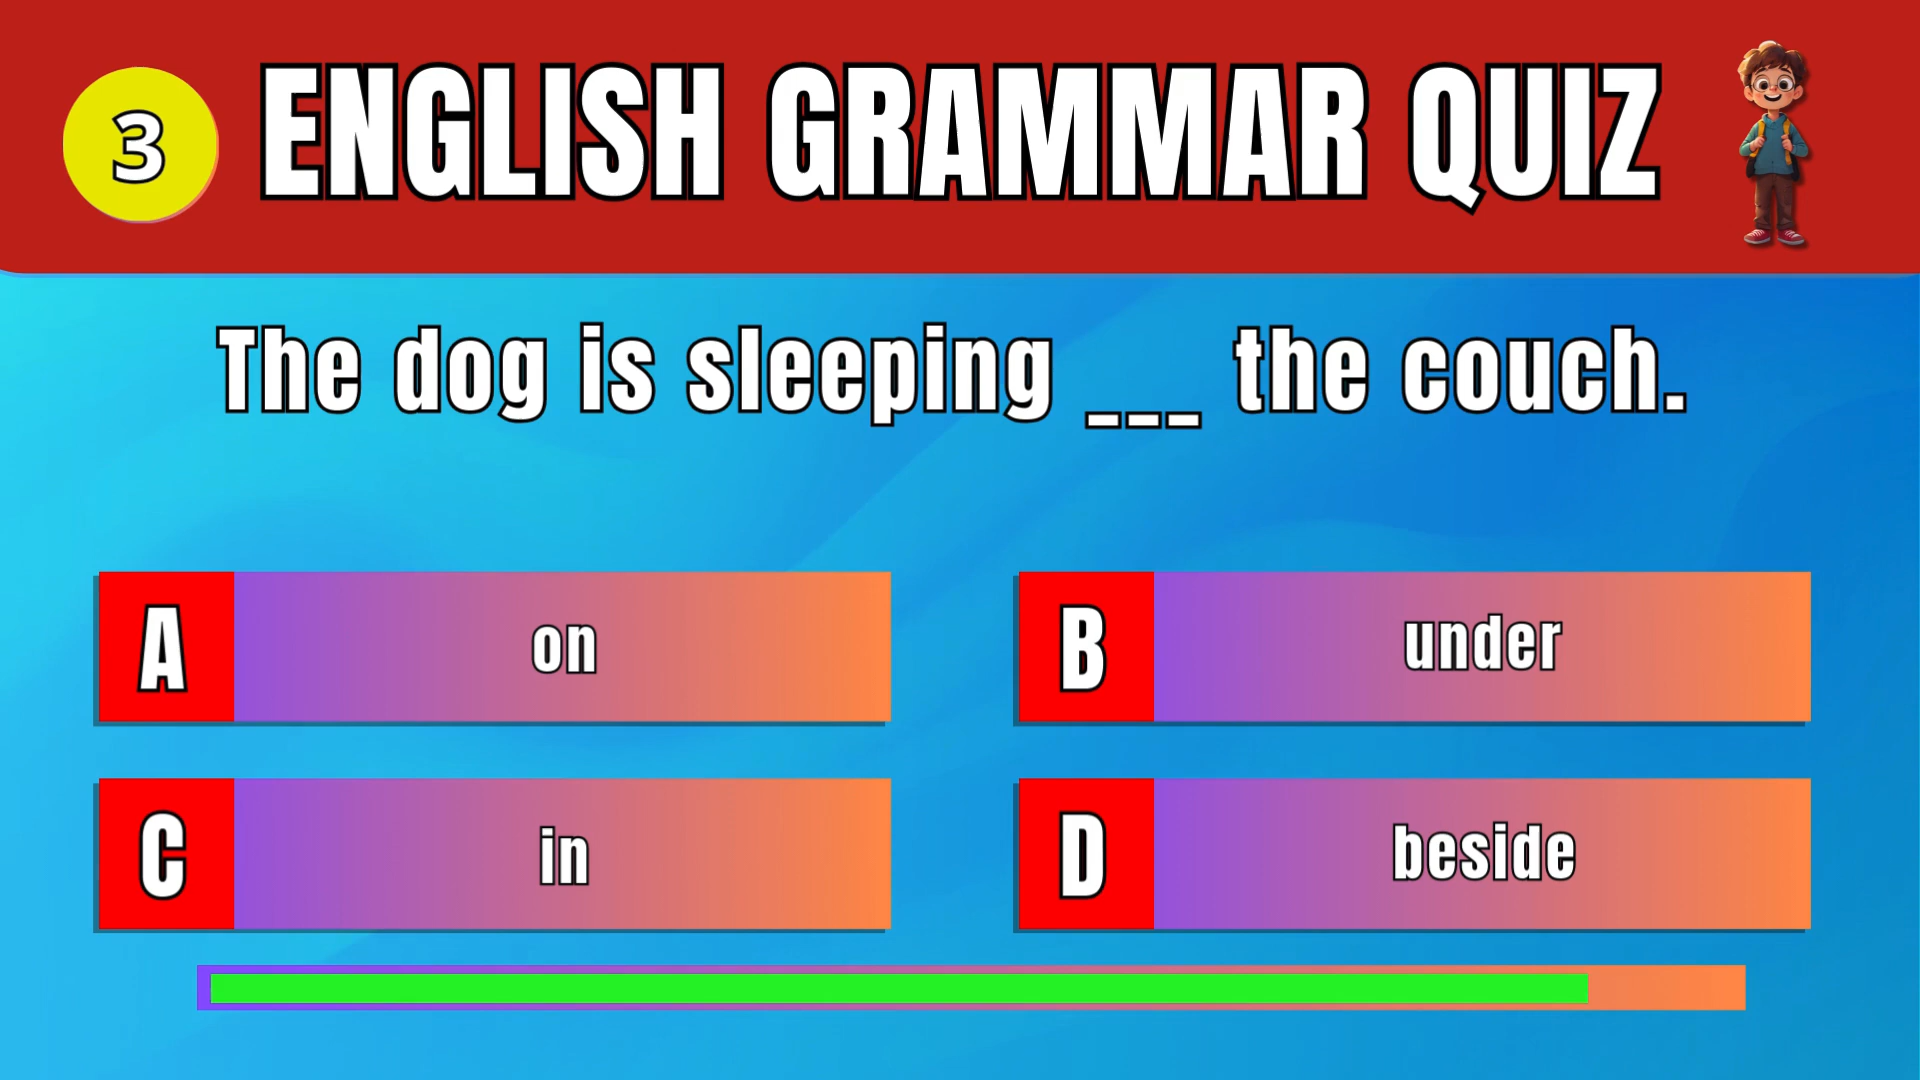 3
ENGLISH GRAMMAR QUIZ
The dog is sleeping ___ the couch.
A
on
B
under
C
in
D
beside